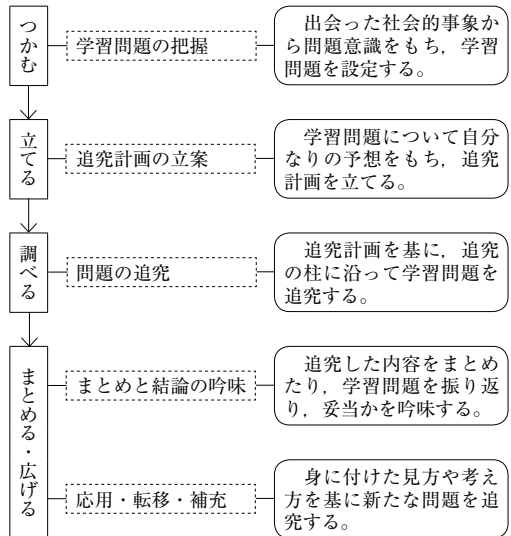 つかむ
学習問題の把握
出会った社会的事象か
ら問題意識をもち，学習
問題を設定する。
立てる
追究計画の立案
学習問題について自分
なりの予想をもち，追究
計画を立てる。
調べる
問題の追究
追究計画を基に，追究
の柱に沿って学習問題を
追究する。
まとめる・広げる
まとめと結論の吟味
追究した内容をまとめ
たり，学習問題を振り返
り，妥当かを吟味する。
応用・転移・補充
身に付けた見方や考え
方を基に新たな問題を追
究する。